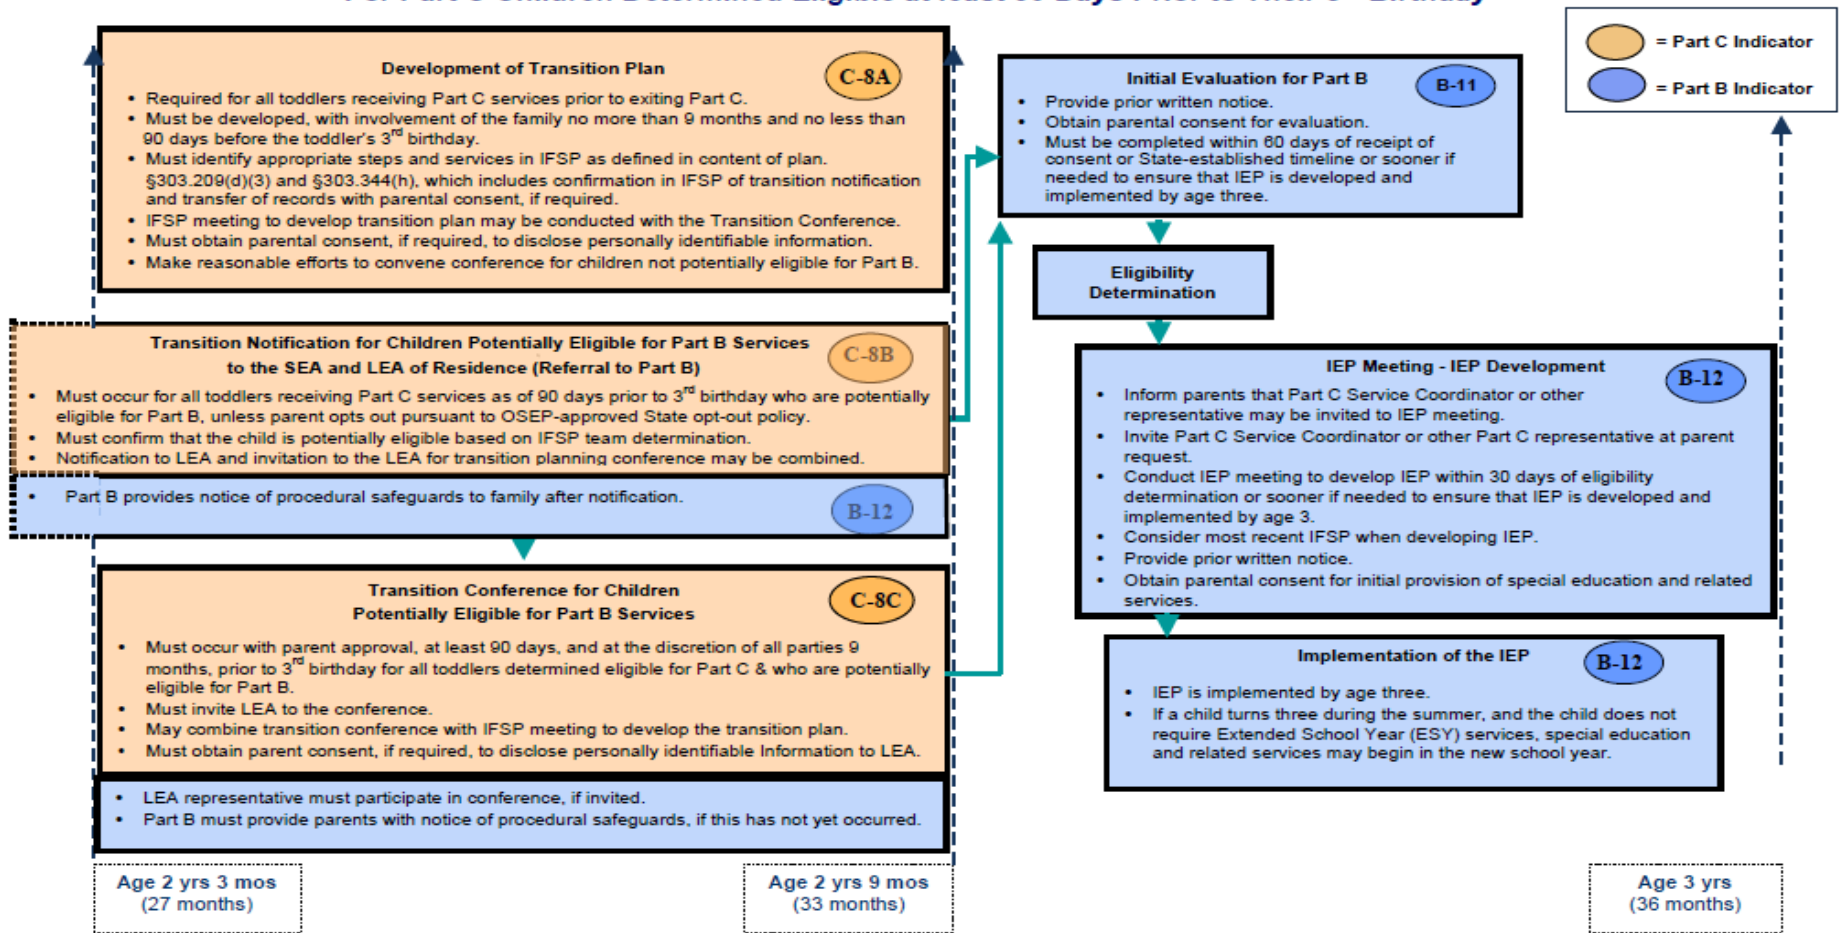 Development of Transition Plan
C-8A
• Required for all toddlers receiving Part C services prior to exiting Part C.
• Must be developed, with involvement of the family no more than 9 months and no less than
90 days before the toddler's 3rd birthday.
• Must identify appropriate steps and services in IFSP as defined in content of plan.
§303.209(d)(3) and §303.344(h), which includes confirmation in IFSP of transition notification
and transfer of records with parental consent, if required.
• IFSP meeting to develop transition plan may be conducted with the Transition Conference.
• Must obtain parental consent, if required, to disclose personally identifiable information.
• Make reasonable efforts to convene conference for children not potentially eligible for Part B.
Transition Notification for Children Potentially Eligible for Part B Services
to the SEA and LEA of Residence (Referral to Part B)
C-8B
• Must occur for all toddlers receiving Part C services as of 90 days prior to 3rd birthday who are potentially
eligible for Part B, unless parent opts out pursuant to OSEP-approved State opt-out policy.
• Must confirm that the child is potentially eligible based on IFSP team determination.
• Notification to LEA and invitation to the LEA for transition planning conference may be combined.
• Part B provides notice of procedural safeguards to family after notification.
B-12
Transition Conference for Children
Potentially Eligible for Part B Services
C-8C
• Must occur with parent approval, at least 90 days, and at the discretion of all parties 9
months, prior to 3rd birthday for all toddlers determined eligible for Part C & who are potentially
eligible for Part B.
• Must invite LEA to the conference.
• May combine transition conference with IFSP meeting to develop the transition plan.
• Must obtain parent consent, if required, to disclose personally identifiable Information to LEA.
• LEA representative must participate in conference, if invited.
• Part B must provide parents with notice of procedural safeguards, if this has not yet occurred.
Age 2 yrs 3 mos
(27 months)
Age 2 yrs 9 mos
(33 months)
Initial Evaluation for Part B
B-11
• Provide prior written notice.
• Obtain parental consent for evaluation.
• Must be completed within 60 days of receipt of
consent or State-established timeline or sooner if
needed to ensure that IEP is developed and
implemented by age three.
Eligibility
Determination
IEP Meeting - IEP Development
B-12
• Inform parents that Part C Service Coordinator or other
representative may be invited to IEP meeting.
• Invite Part C Service Coordinator or other Part C representative at parent
request.
• Conduct IEP meeting to develop IEP within 30 days of eligibility
determination or sooner if needed to ensure that IEP is developed and
implemented by age 3.
• Consider most recent IFSP when developing IEP.
• Provide prior written notice.
• Obtain parental consent for initial provision of special education and related
services.
Implementation of the IEP
B-12
• IEP is implemented by age three.
• If a child turns three during the summer, and the child does not
require Extended School Year (ESY) services, special education
and related services may begin in the new school year.
= Part C Indicator
= Part B Indicator
Age 3 yrs
(36 months)